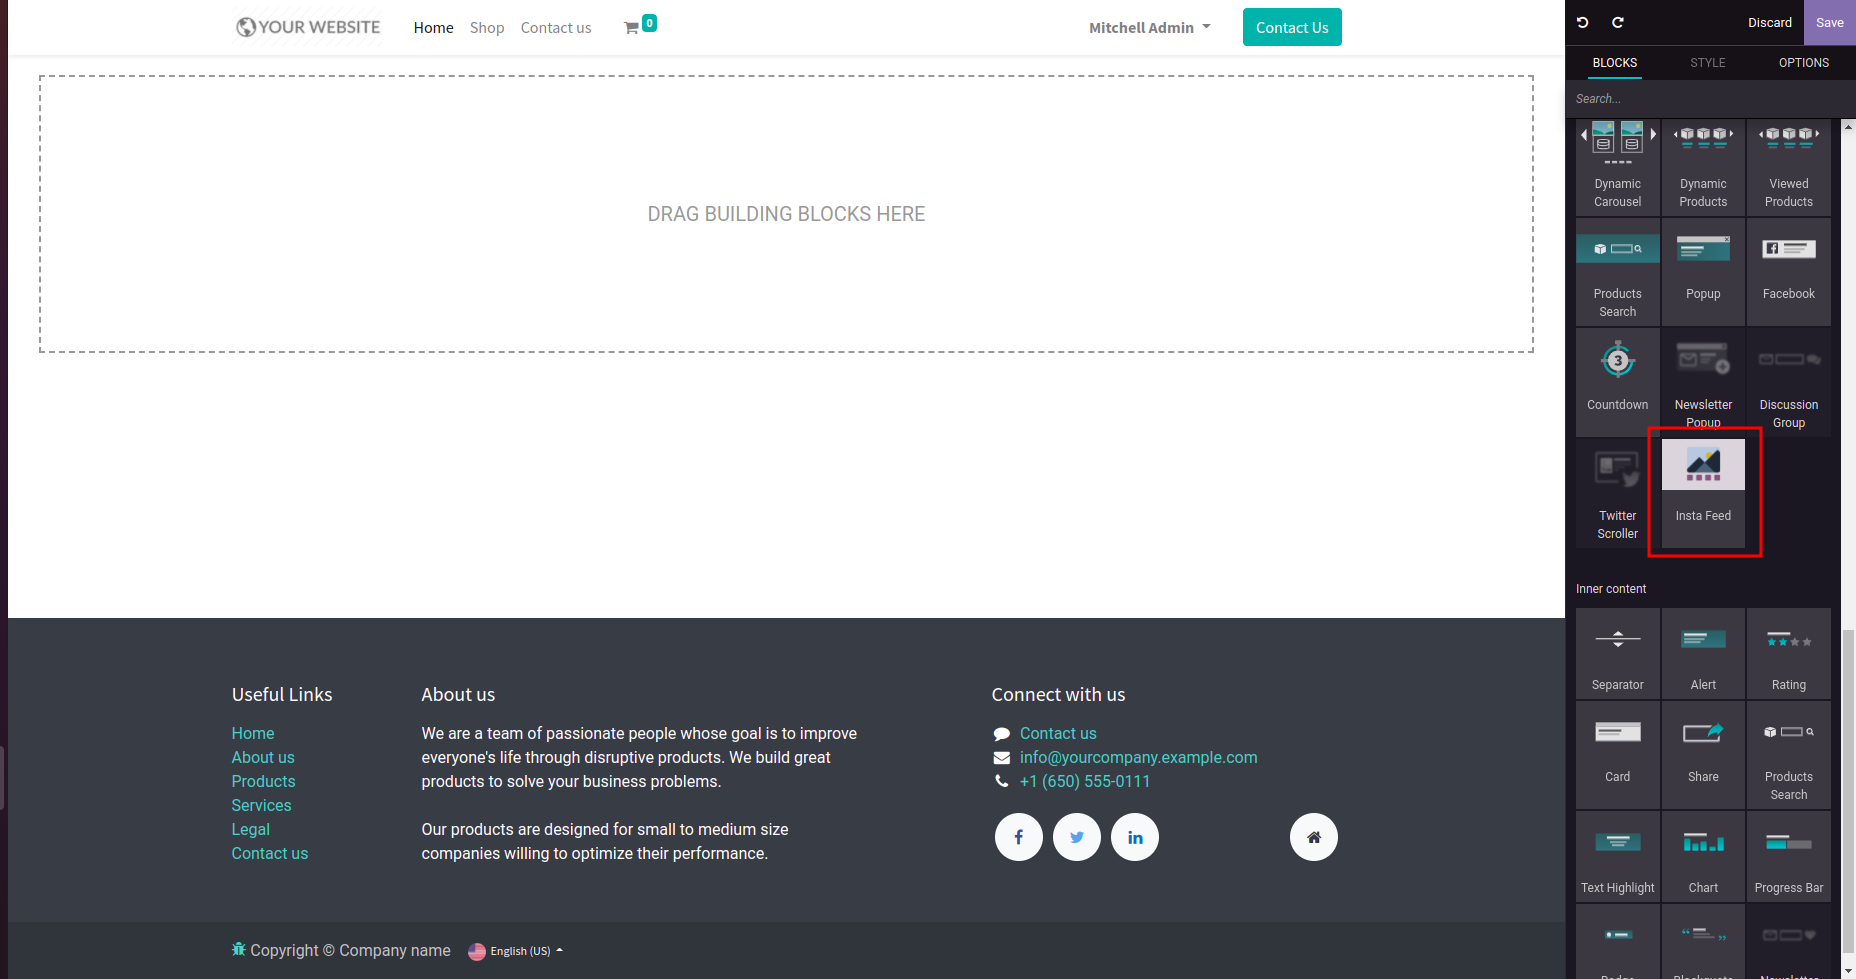 YOUR WEBSITE
Home
Shop
Contact us
0
Mitchell Admin
Contact Us
Discard
Save
BLOCKS
STYLE
OPTIONS
Search...
DRAG BUILDING BLOCKS HERE
Dynamic
Carousel
Dynamic
Products
Viewed
Products
Products
Search
Popup
Facebook
3
Countdown
Newsletter
Popup
Discussion
Group
Twitter
Scroller
Insta Feed
Inner content
Separator
Alert
Rating
Card
Share
Products
Search
Text Highlight
Chart
Progress Bar
Badge
Blockquote
Newsletter
Useful Links
Home
About us
Products
Services
Legal
Contact us
About us
We are a team of passionate people whose goal is to improve
everyone's life through disruptive products. We build great
products to solve your business problems.
Our products are designed for small to medium size
companies willing to optimize their performance.
Connect with us
Contact us
info@yourcompany.example.com
+1 (650) 555-0111
Copyright © Company name
English (US)